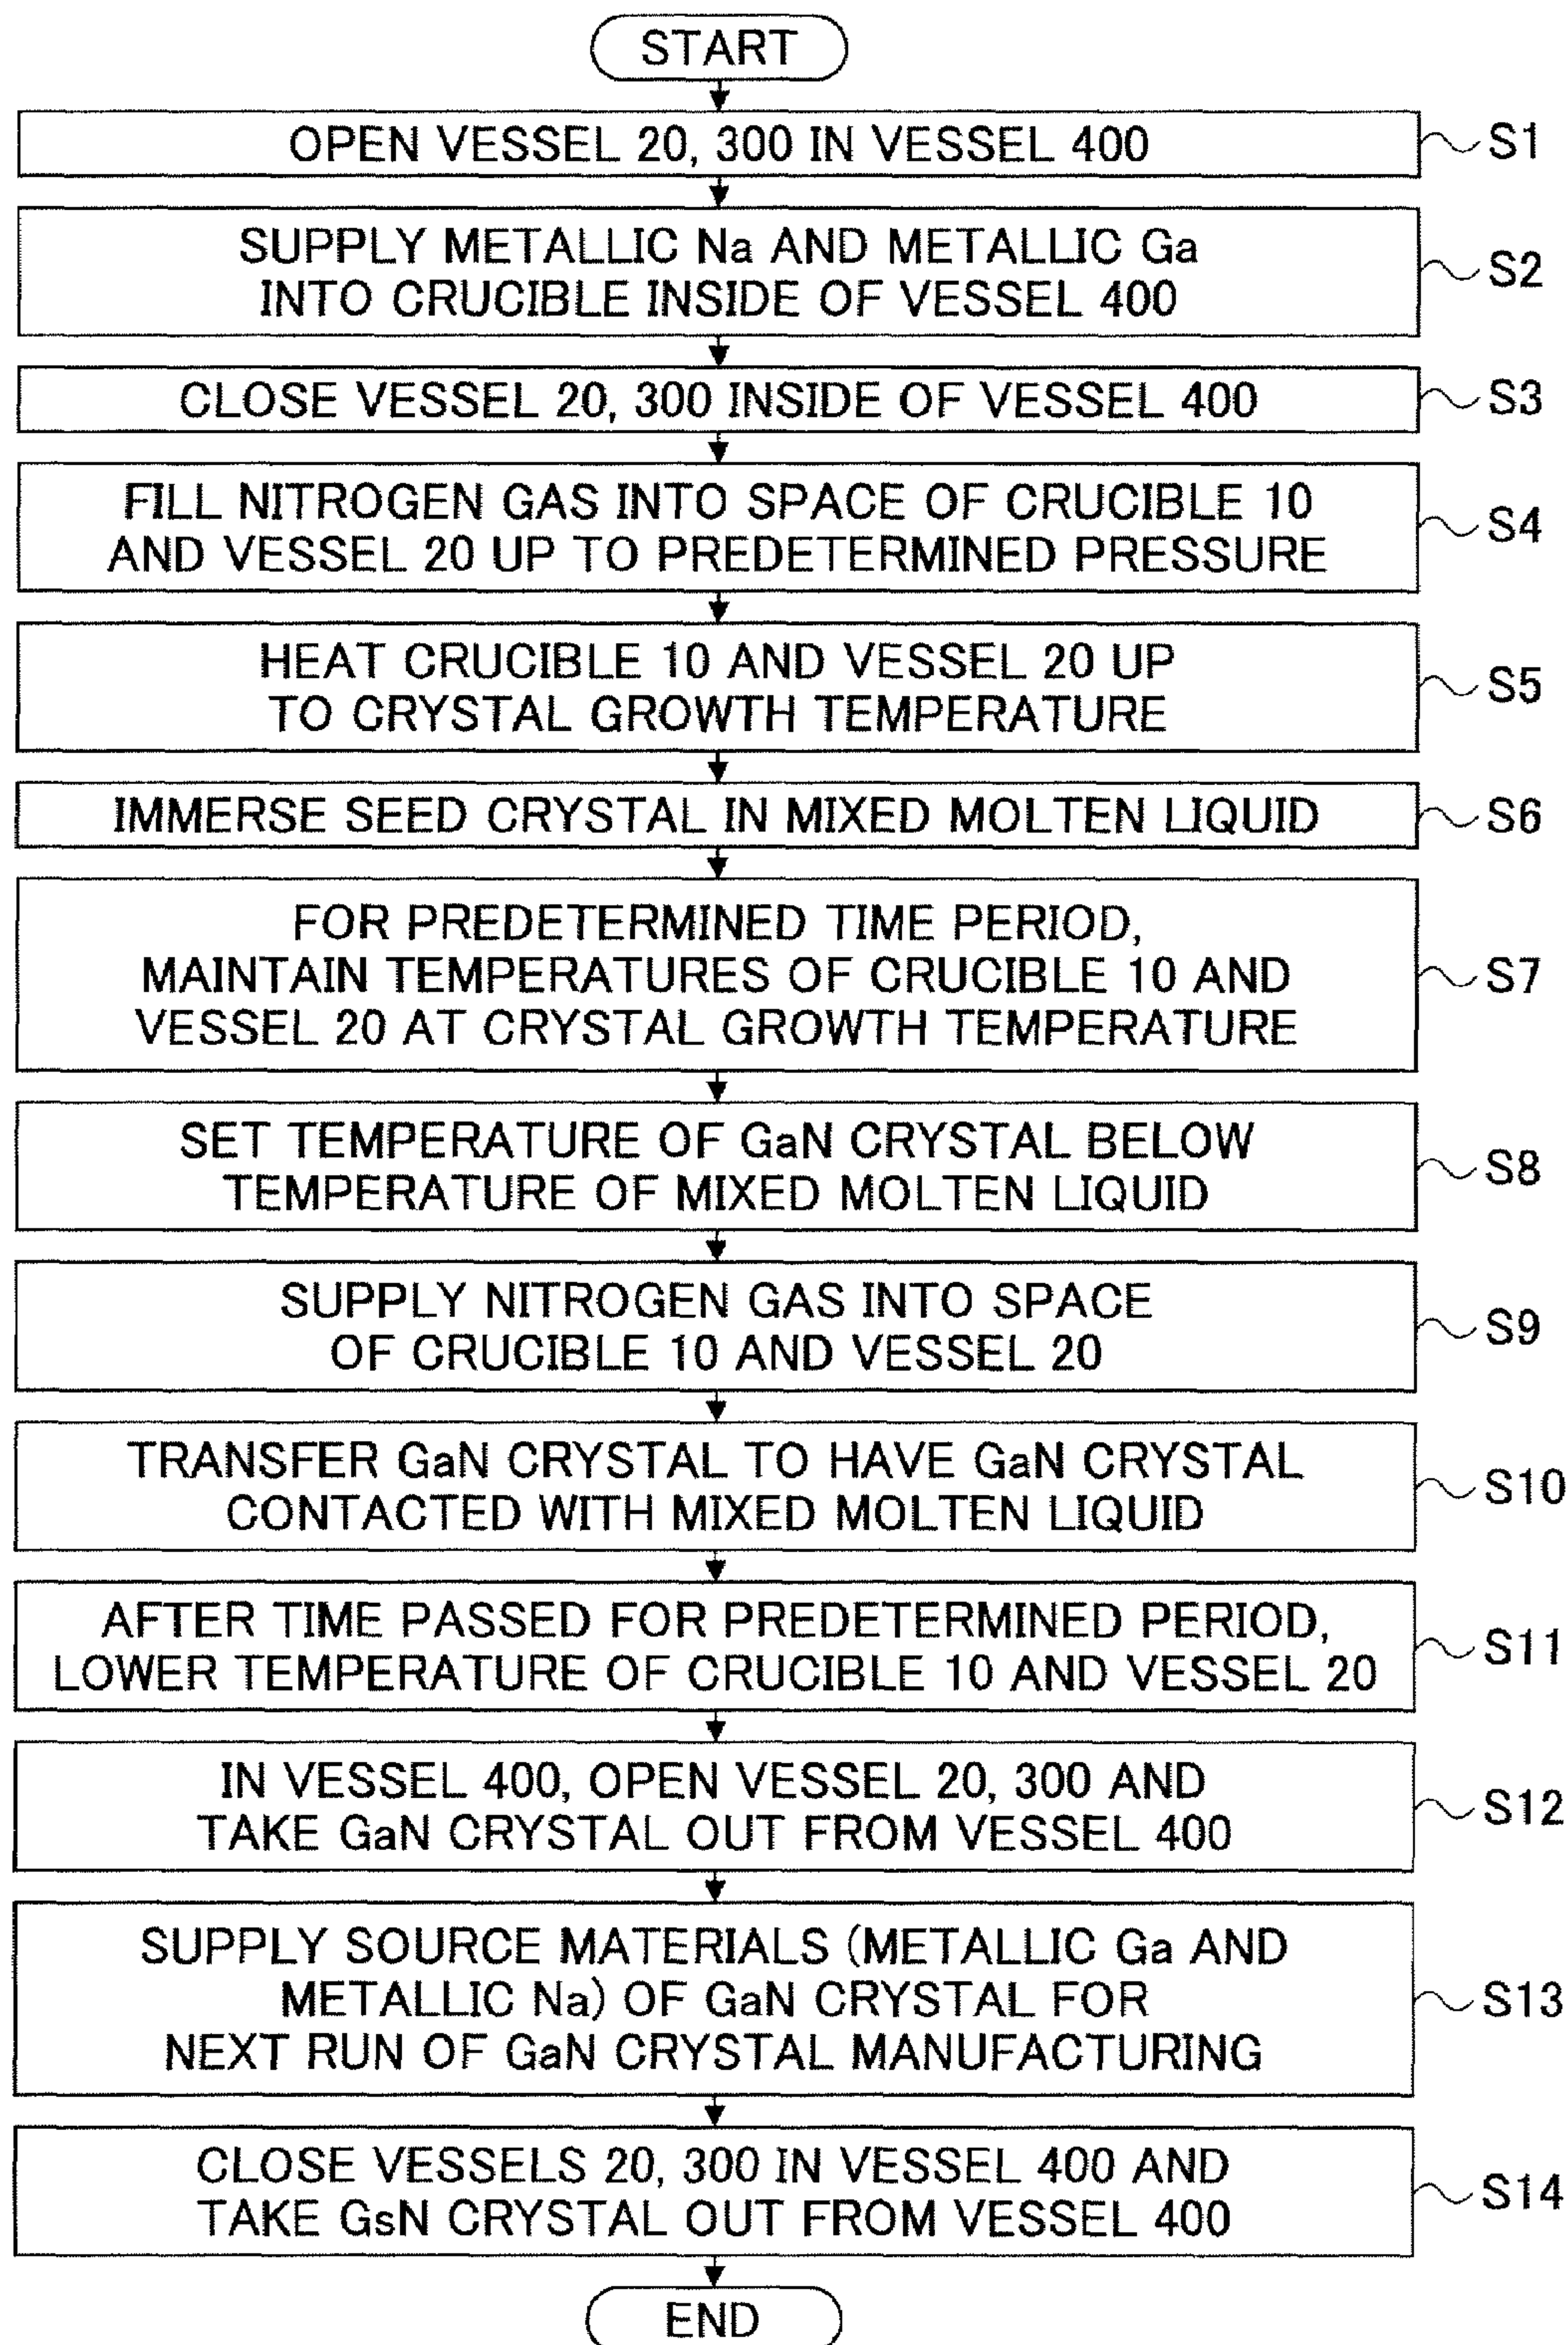 START
OPEN VESSEL 20, 300 IN VESSEL 400
S1
SUPPLY METALLIC Na AND METALLIC Ga
INTO CRUCIBLE INSIDE OF VESSEL 400
S2
CLOSE VESSEL 20, 300 INSIDE OF VESSEL 400
S3
FILL NITROGEN GAS INTO SPACE OF CRUCIBLE 10
AND VESSEL 20 UP TO PREDETERMINED PRESSURE
S4
HEAT CRUCIBLE 10 AND VESSEL 20 UP
TO CRYSTAL GROWTH TEMPERATURE
S5
IMMERSE SEED CRYSTAL IN MIXED MOLTEN LIQUID
S6
FOR PREDETERMINED TIME PERIOD,
MAINTAIN TEMPERATURES OF CRUCIBLE 10 AND
VESSEL 20 AT CRYSTAL GROWTH TEMPERATURE
S7
SET TEMPERATURE OF GaN CRYSTAL BELOW
TEMPERATURE OF MIXED MOLTEN LIQUID
S8
SUPPLY NITROGEN GAS INTO SPACE
OF CRUCIBLE 10 AND VESSEL 20
S9
TRANSFER GaN CRYSTAL TO HAVE GaN CRYSTAL
CONTACTED WITH MIXED MOLTEN LIQUID
S10
AFTER TIME PASSED FOR PREDETERMINED PERIOD,
LOWER TEMPERATURE OF CRUCIBLE 10 AND VESSEL 20
S11
IN VESSEL 400, OPEN VESSEL 20, 300 AND
TAKE GaN CRYSTAL OUT FROM VESSEL 400
S12
SUPPLY SOURCE MATERIALS (METALLIC Ga AND
METALLIC Na) OF GaN CRYSTAL FOR
NEXT RUN OF GaN CRYSTAL MANUFACTURING
S13
CLOSE VESSELS 20, 300 IN VESSEL 400 AND
TAKE GsN CRYSTAL OUT FROM VESSEL 400
S14
END